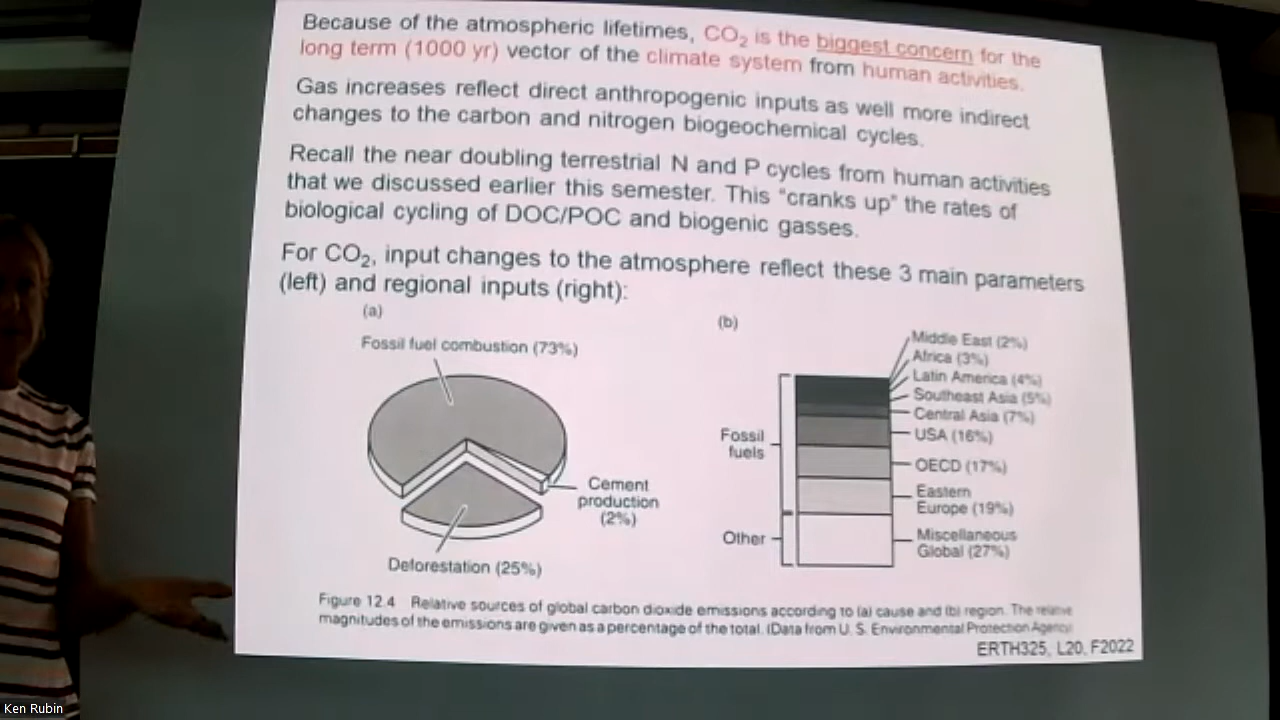 Because of the atmospheric lifetimes, CO₂ is the biggest concern for the
long term (1000 yr) vector of the climate system from human activities.
Gas increases reflect direct anthropogenic inputs as well more indirect
changes to the carbon and nitrogen biogeochemical cycles.
Recall the near doubling terrestrial N and P cycles from human activities
that we discussed earlier this semester. This "cranks up" the rates of
biological cycling of DOC/POC and biogenic gasses.
For CO₂, input changes to the atmosphere reflect these 3 main parameters
(left) and regional inputs (right):
(a)
Fossil fuel combustion (73%)
Cement
production
(2%)
Deforestation (25%)
(b)
Middle East (2%)
Africa (3%)
Latin America (4%)
Southeast Asia (5%)
Central Asia (7%)
USA (16%)
OECD (17%)
Eastern
Europe (19%)
Miscellaneous
Global (27%)
Fossil
fuels
Other
Figure 12.4 Relative sources of global carbon dioxide emissions according to (a) cause and (b) region. The relative
magnitudes of the emissions are given as a percentage of the total. (Data from U. S. Environmental Protection Agency)
ERTH325, L20, F2022
Ken Rubin